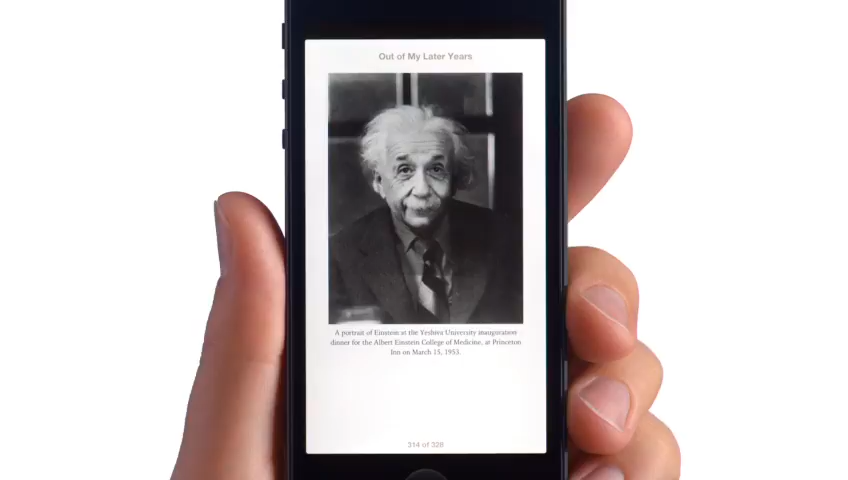 Out of My Later Years
A portrait of Einstein at the Yeshiva University inauguration
dinner for the Albert Einstein College of Medicine, at Princeton
Inn on March 15, 1953.
314 of 328